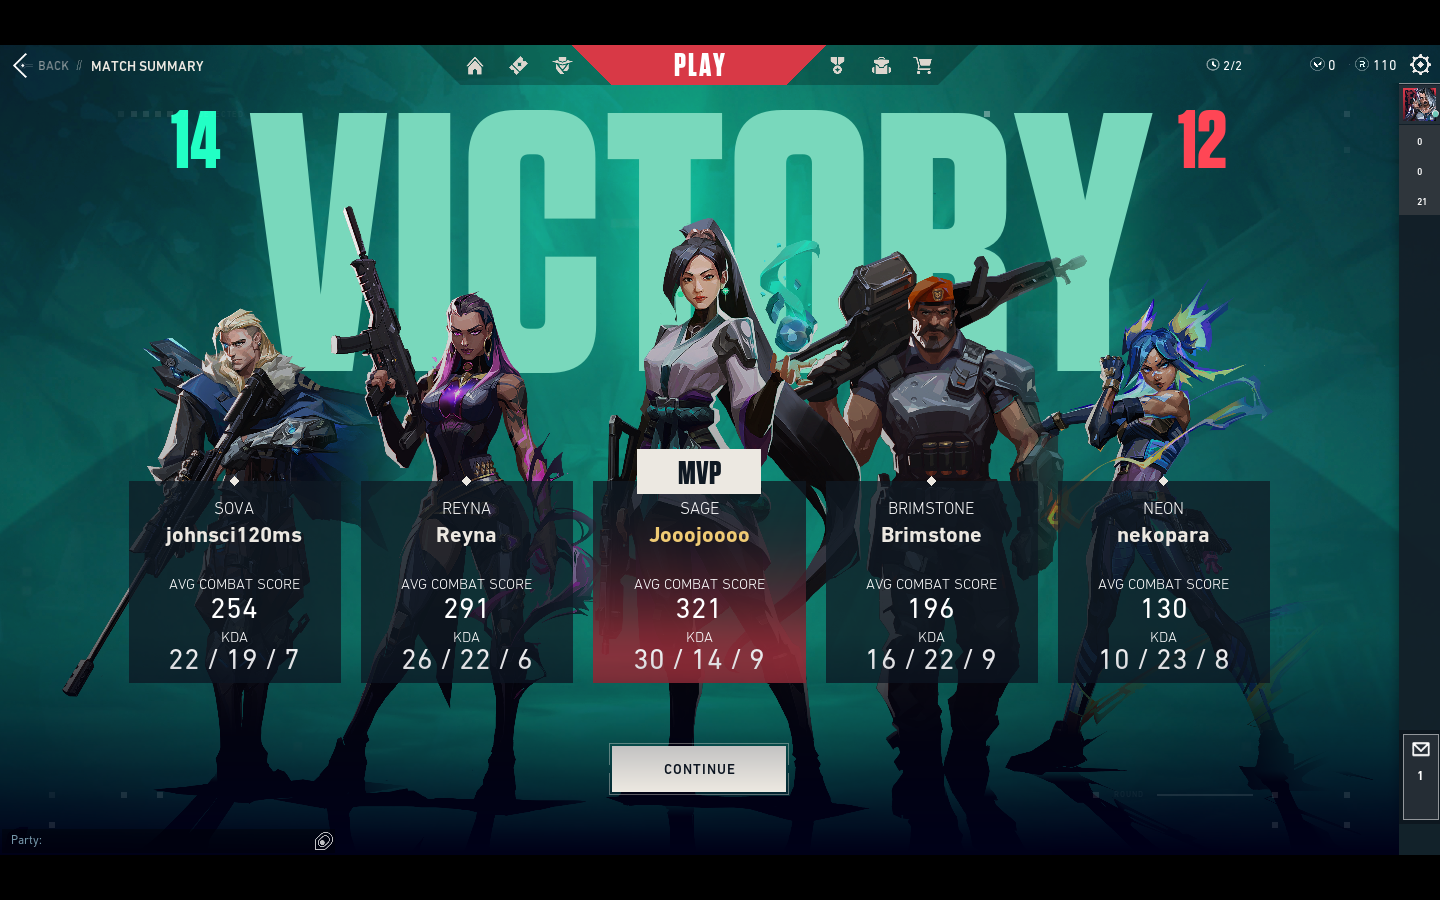 BACK // MATCH SUMMARY
PLAY
2/2
0
110
14
VICTORY
12
0
0
21
MVP
SOVA
johnsci120ms
AVG COMBAT SCORE
254
KDA
22 / 19 / 7
REYNA
Reyna
AVG COMBAT SCORE
291
KDA
26 / 22 / 6
SAGE
Jooojoooo
AVG COMBAT SCORE
321
KDA
30 / 14 / 9
BRIMSTONE
Brimstone
AVG COMBAT SCORE
196
KDA
16 / 22 / 9
NEON
nekopara
AVG COMBAT SCORE
130
KDA
10 / 23 / 8
CONTINUE
1
Party: